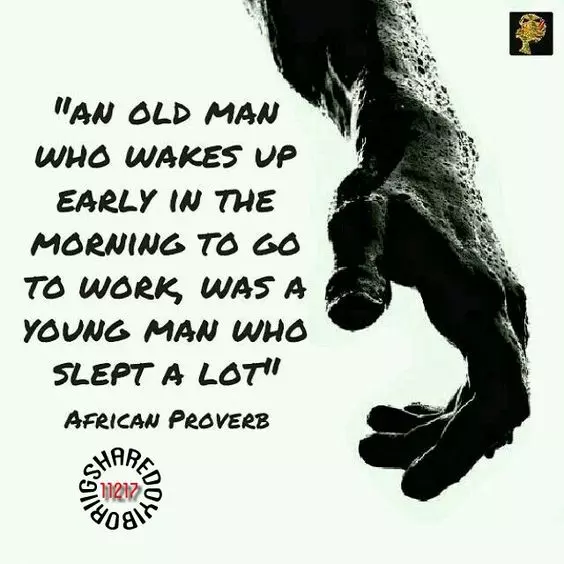 "AN OLD MAN
WHO WAKES UP
EARLY IN THE
MORNING TO GO
TO WORK, WAS A
YOUNG MAN WHO
SLEPT A LOT"
AFRICAN PROVERB
11217